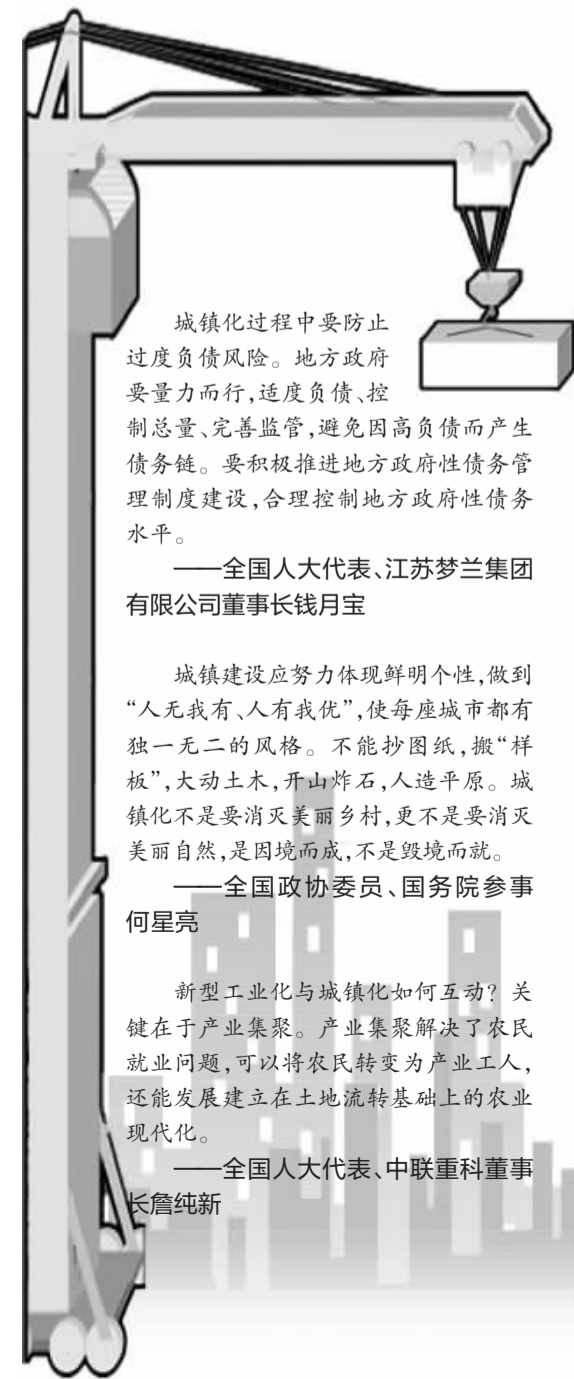 城镇化过程中要防止
过度负债风险。地方政府
要量力而行,适度负债、控
制总量、完善监管,避免因高负债而产生
债务链。要积极推进地方政府性债务管
理制度建设,合理控制地方政府性债务
水平。
——全国人大代表、江苏梦兰集团
有限公司董事长钱月宝
城镇建设应努力体现鲜明个性,做到
“人无我有、人有我优”,使每座城市都有
独一无二的风格。不能抄图纸,搬“样
板”,大动土木,开山炸石,人造平原。城
镇化不是要消灭美丽乡村,更不是要消灭
美丽自然,是因境而成,不是毁境而就。
——全国政协委员、国务院参事
何星亮
新型工业化与城镇化如何互动?关
键在于产业集聚。产业集聚解决了农民
就业问题,可以将农民转变为产业工人,
还能发展建立在土地流转基础上的农业
现代化。
——全国人大代表、中联重科董事
长詹纯新